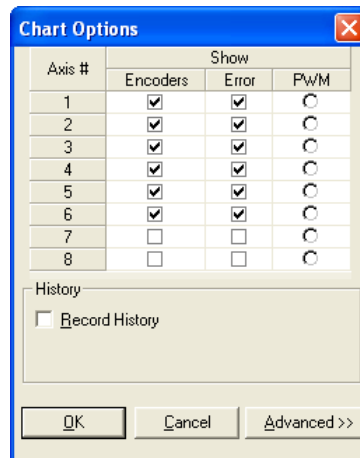 Chart Options
Axis # Show
Encoders Error PWM
1
2
3
4
5
6
7
8
History
Record History
OK Cancel Advanced >>